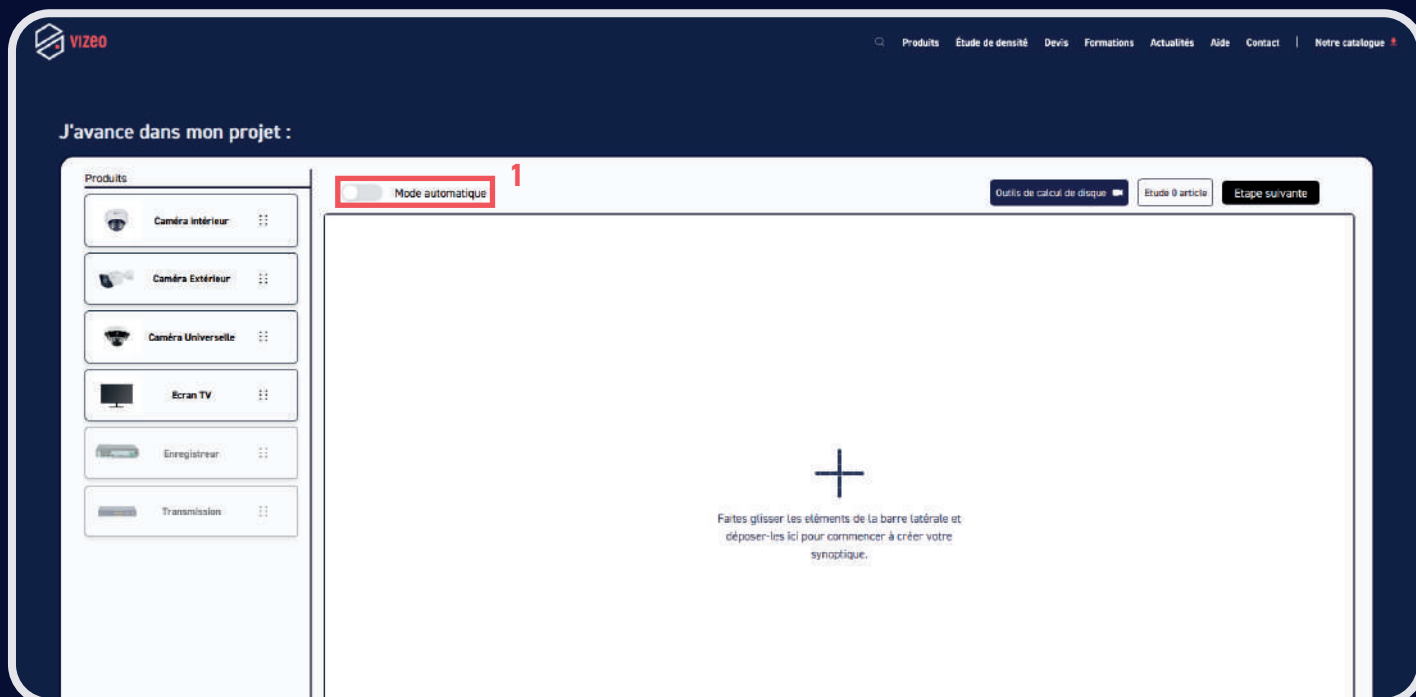 VIZEO
Produits Étude de densité Devis Formations Actualités Aide Contact | Notre catalogue
J'avance dans mon projet :
Produits
1
Mode automatique
Outils de calcul de disque
Etude 0 article
Etape suivante
Caméra intérieur
Caméra Extérieur
Caméra Universelle
Ecran TV
Enregistreur
Transmission
Faites glisser les eléments de la barre latérale et
déposer-les ici pour commencer à créer votre
synoptique.